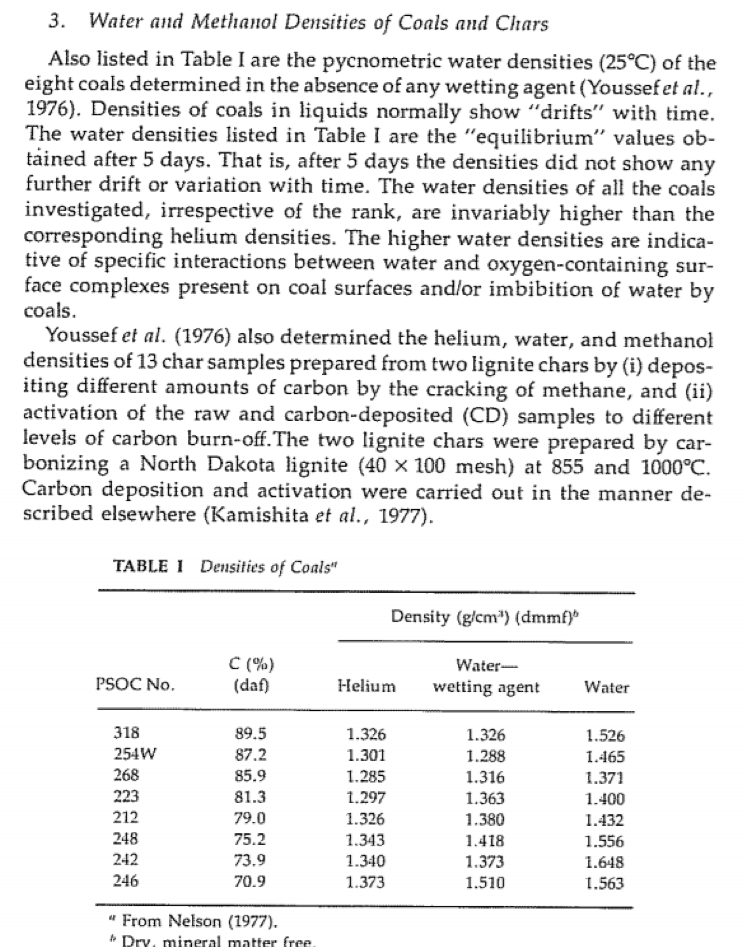 3. Water and Methanol Densities of Coals and Chars
Also listed in Table I are the pycnometric water densities (25°C) of the
eight coals determined in the absence of any wetting agent (Youssef et al.,
1976). Densities of coals in liquids normally show "drifts" with time.
The water densities listed in Table I are the "equilibrium" values ob-
tained after 5 days. That is, after 5 days the densities did not show any
further drift or variation with time. The water densities of all the coals
investigated, irrespective of the rank, are invariably higher than the
corresponding helium densities. The higher water densities are indica-
tive of specific interactions between water and oxygen-containing sur-
face complexes present on coal surfaces and/or imbibition of water by
coals.
Youssef et al. (1976) also determined the helium, water, and methanol
densities of 13 char samples prepared from two lignite chars by (i) depos-
iting different amounts of carbon by the cracking of methane, and (ii)
activation of the raw and carbon-deposited (CD) samples to different
levels of carbon burn-off.The two lignite chars were prepared by car-
bonizing a North Dakota lignite (40 × 100 mesh) at 855 and 1000°C.
Carbon deposition and activation were carried out in the manner de-
scribed elsewhere (Kamishita et al., 1977).
TABLE I Densities of Coalsᵃ
Density (g/cm³) (dmmf)ᵇ
C (%) Water—
PSOC No. (daf) Helium wetting agent Water
318 89.5 1.326 1.326 1.526
254W 87.2 1.301 1.288 1.465
268 85.9 1.285 1.316 1.371
223 81.3 1.297 1.363 1.400
212 79.0 1.326 1.380 1.432
248 75.2 1.343 1.418 1.556
242 73.9 1.340 1.373 1.648
246 70.9 1.373 1.510 1.563
ᵃ From Nelson (1977).
ᵇ Dry, mineral matter free.